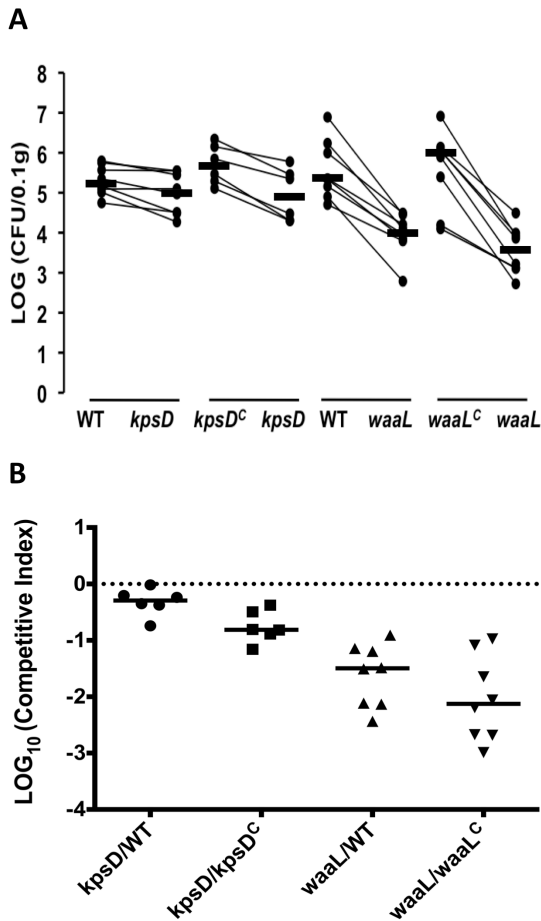 A
LOG (CFU/0.1g)
8
7
6
5
4
3
2
1
0
WT kpsD kpsDᶜ kpsD WT waaL waaLᶜ waaL
B
LOG₁₀ (Competitive Index)
1
0
-1
-2
-3
-4
kpsD/WT
kpsD/kpsDᶜ
waaL/WT
waaL/waaLᶜ